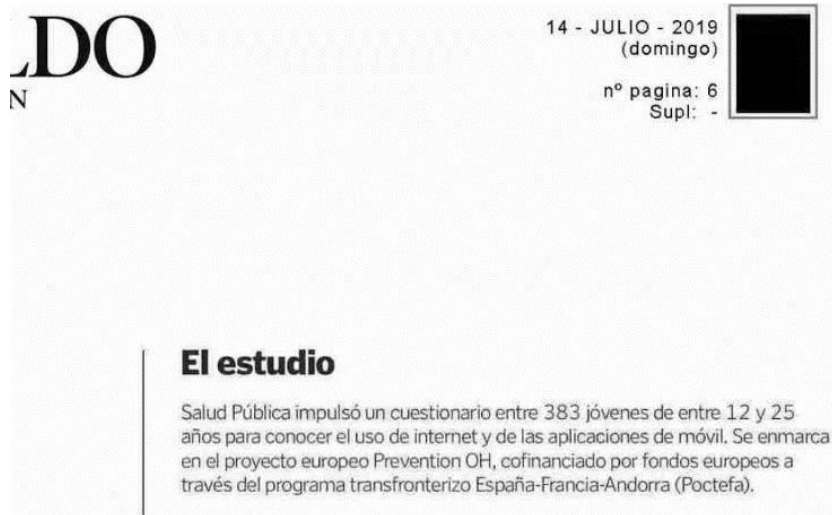 LDO
N
14 - JULIO - 2019
(domingo)
nº pagina: 6
Supl: -
El estudio
Salud Pública impulsó un cuestionario entre 383 jóvenes de entre 12 y 25
años para conocer el uso de internet y de las aplicaciones de móvil. Se enmarca
en el proyecto europeo Prevention OH, cofinanciado por fondos europeos a
través del programa transfronterizo España-Francia-Andorra (Poctefa).